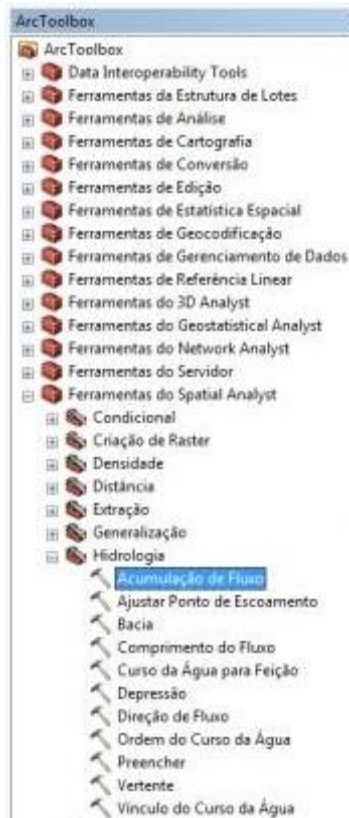 ArcToolbox
ArcToolbox
Data Interoperability Tools
Ferramentas da Estrutura de Lotes
Ferramentas de Análise
Ferramentas de Cartografia
Ferramentas de Conversão
Ferramentas de Edição
Ferramentas de Estatística Espacial
Ferramentas de Geocodificação
Ferramentas de Gerenciamento de Dados
Ferramentas de Referência Linear
Ferramentas do 3D Analyst
Ferramentas do Geostatistical Analyst
Ferramentas do Network Analyst
Ferramentas do Servidor
Ferramentas do Spatial Analyst
Condicional
Criação de Raster
Densidade
Distância
Extração
Generalização
Hidrologia
Acumulação de Fluxo
Ajustar Ponto de Escoamento
Bacia
Comprimento do Fluxo
Curso da Água para Feição
Depressão
Direção de Fluxo
Ordem do Curso da Água
Preencher
Vertente
Vinculo do Curso da Água